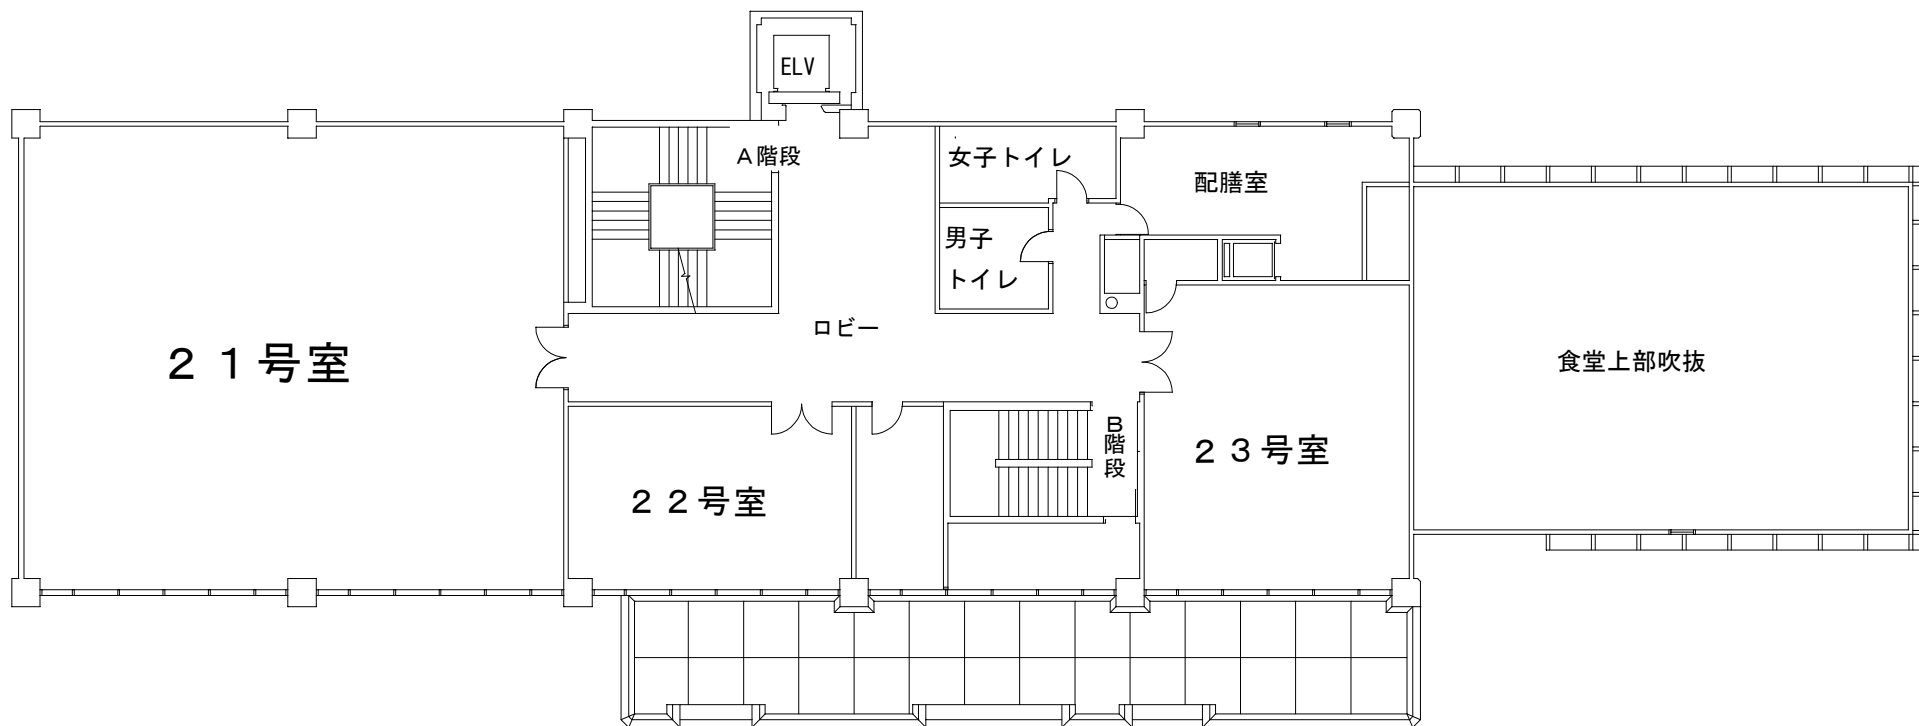 ELV
A階段
女子トイレ
配膳室
男子
トイレ
ロビー
２１号室
食堂上部吹抜
B階段
２３号室
２２号室